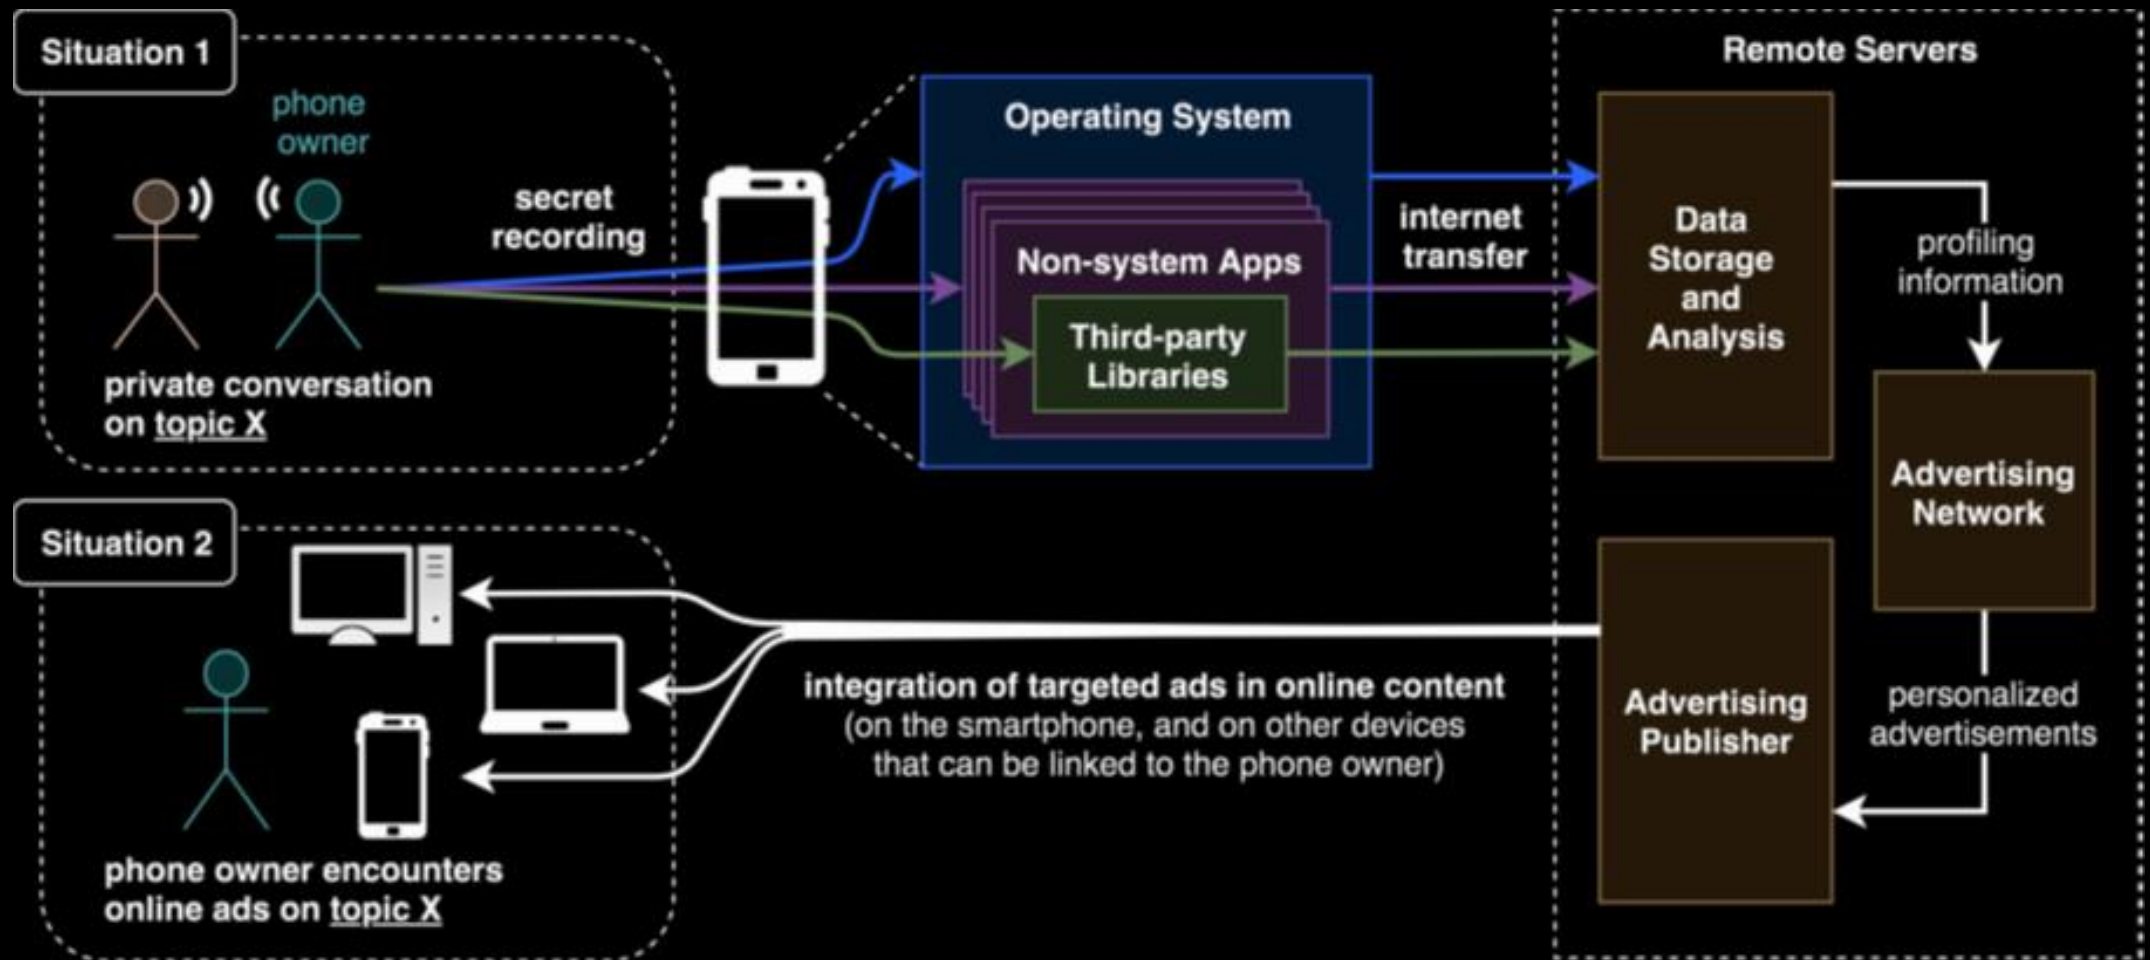 Situation 1
phone
owner
secret
recording
private conversation
on topic X
Operating System
Non-system Apps
Third-party
Libraries
internet
transfer
Remote Servers
Data
Storage
and
Analysis
profiling
information
Advertising
Network
personalized
advertisements
Advertising
Publisher
integration of targeted ads in online content
(on the smartphone, and on other devices
that can be linked to the phone owner)
Situation 2
phone owner encounters
online ads on topic X